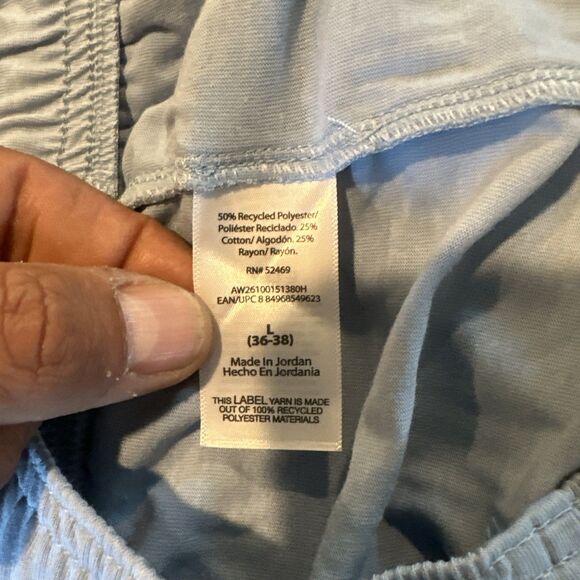 50% Recycled Polyester/
Poliéster Reciclado. 25%
Cotton/ Algodón. 25%
Rayon/ Rayón.
RN# 52469
AW26100151380H
EAN/UPC 8 84968549623
L
(36-38)
Made In Jordan
Hecho En Jordania
THIS LABEL YARN IS MADE
OUT OF 100% RECYCLED
POLYESTER MATERIALS